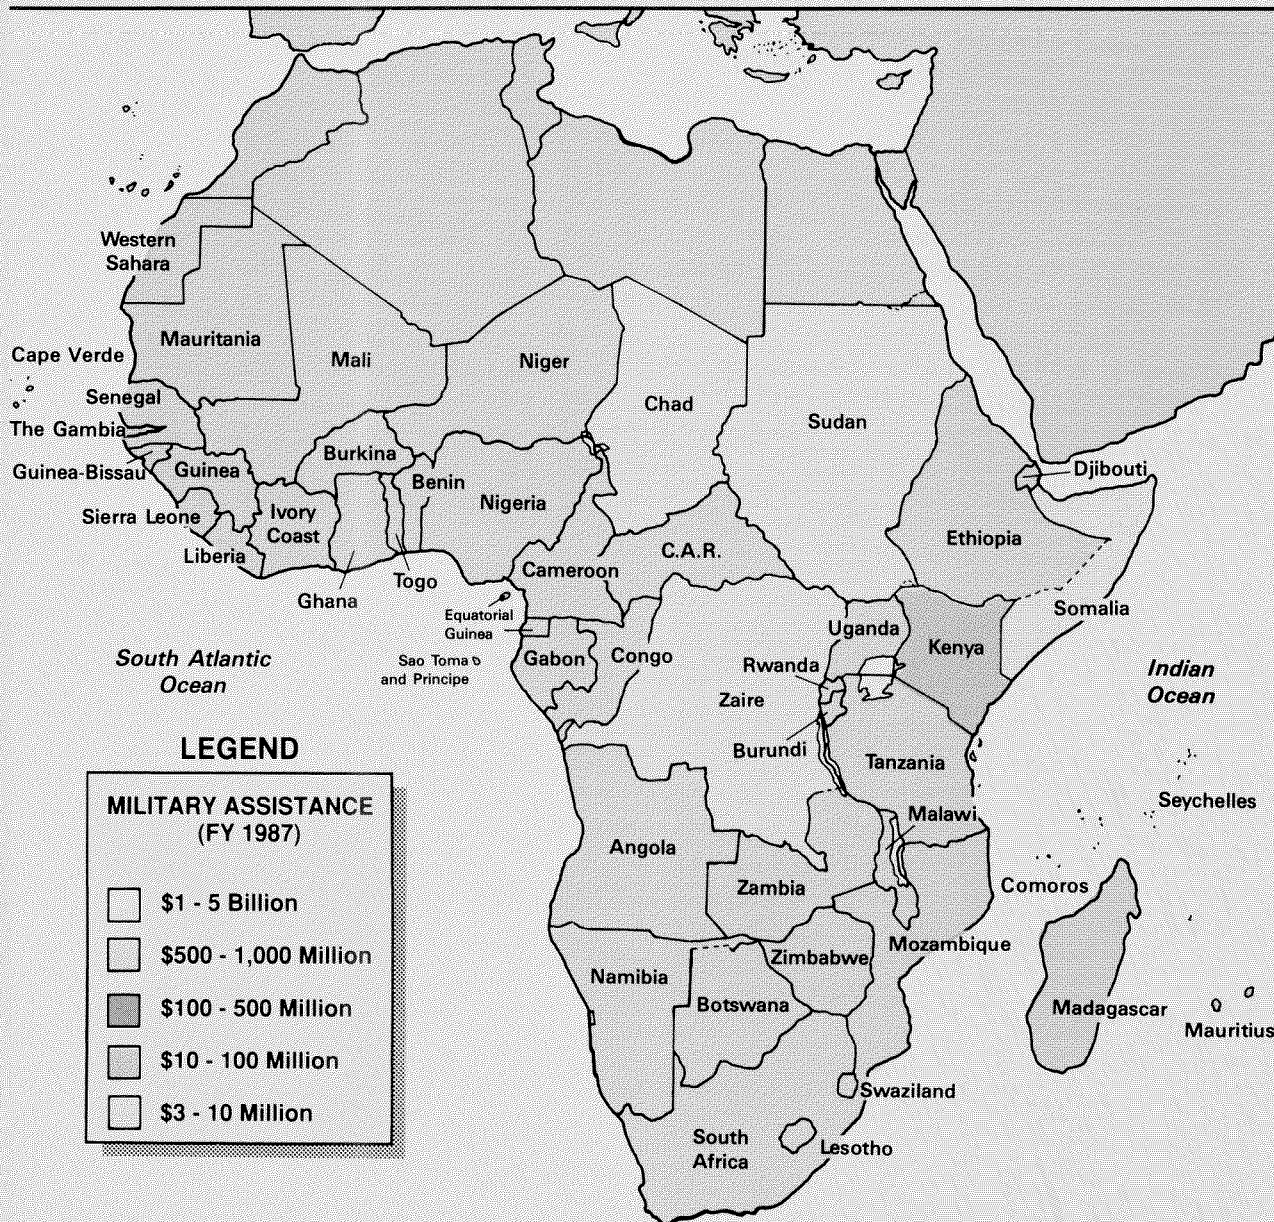 Western
Sahara
Mauritania
Mali
Niger
Cape Verde
Senegal
Chad
Sudan
The Gambia
Burkina
Guinea-Bissau
Guinea
Djibouti
Benin
Nigeria
Sierra Leone
Ivory
Coast
Ethiopia
Liberia
C.A.R.
Cameroon
Togo
Ghana
Equatorial
Guinea
Somalia
Uganda
Kenya
South Atlantic
Ocean
Sao Toma
and Principe
Gabon
Congo
Rwanda
Indian
Ocean
Zaire
Burundi
Tanzania
LEGEND
MILITARY ASSISTANCE
(FY 1987)
$1 - 5 Billion
$500 - 1,000 Million
$100 - 500 Million
$10 - 100 Million
$3 - 10 Million
Seychelles
Malawi
Angola
Zambia
Comoros
Mozambique
Zimbabwe
Namibia
Botswana
Madagascar
Mauritius
Swaziland
South
Africa
Lesotho